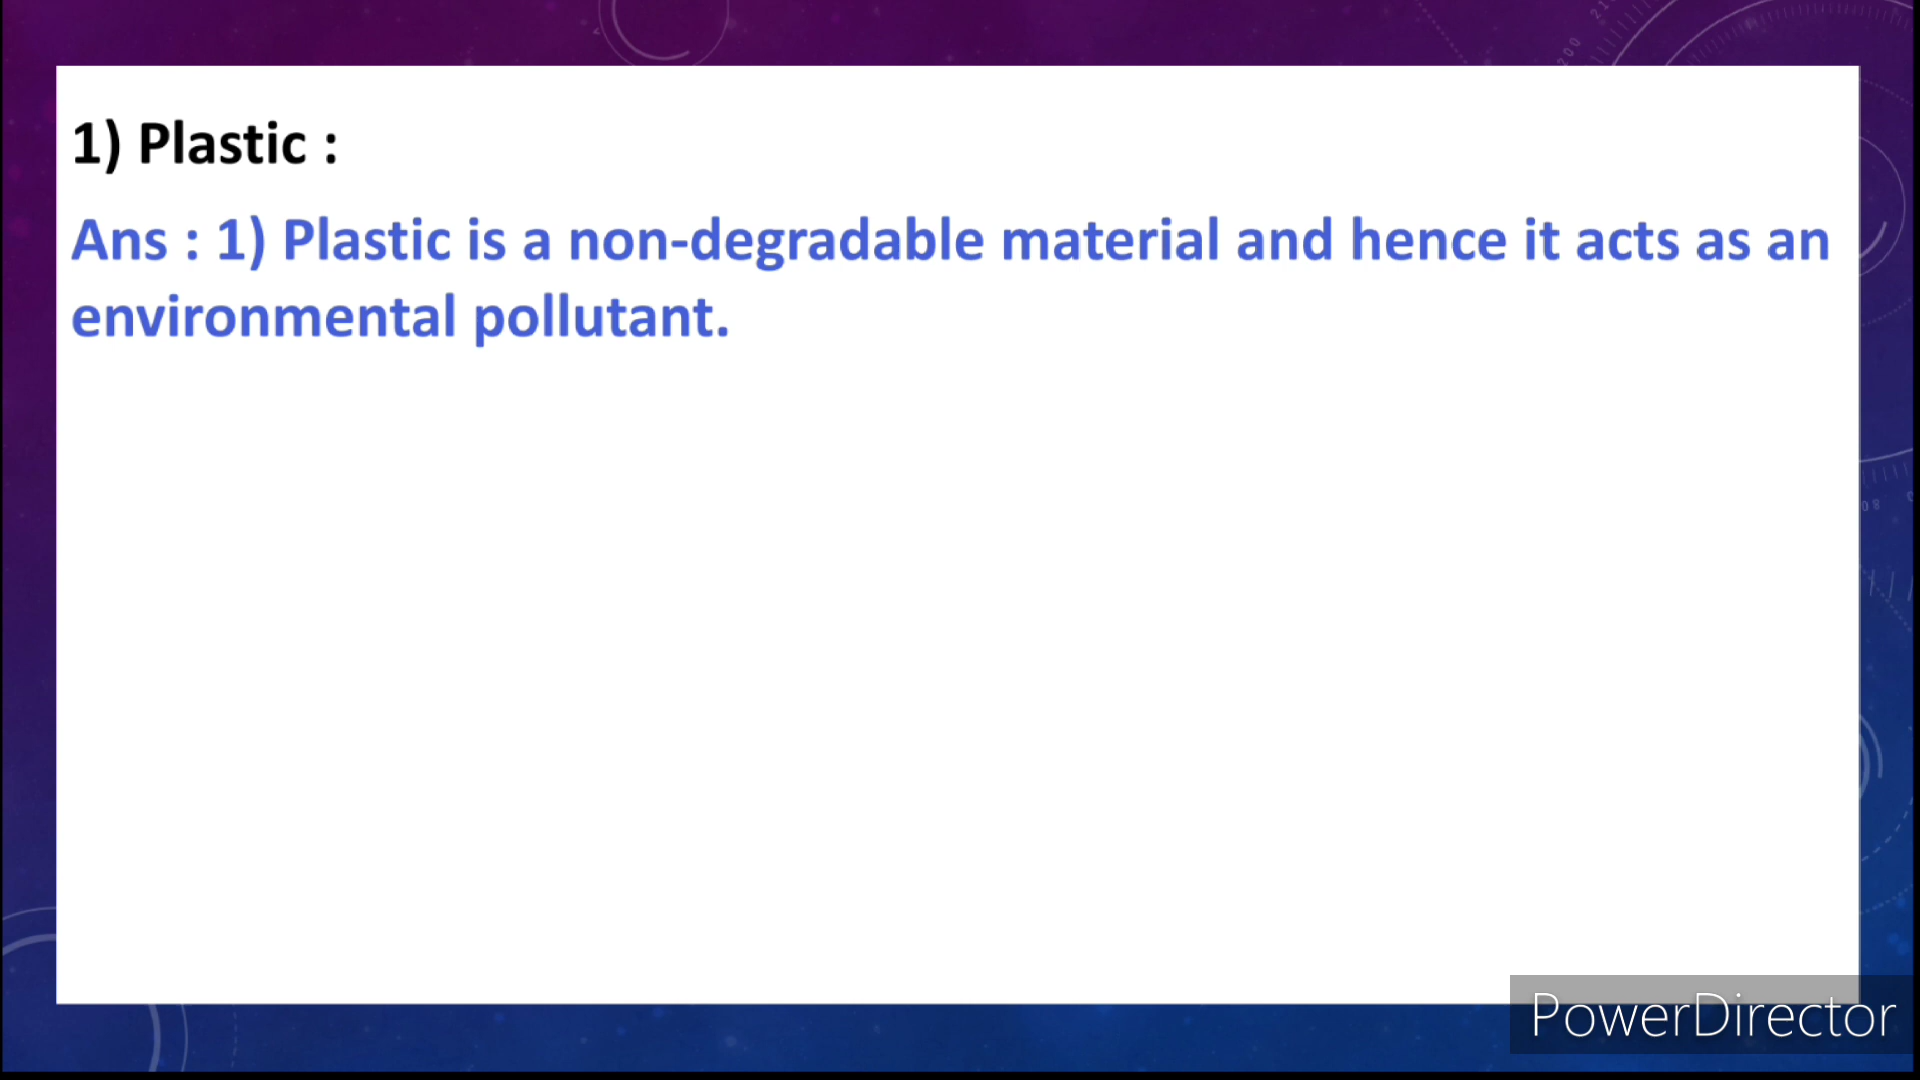 1) Plastic :
Ans : 1) Plastic is a non-degradable material and hence it acts as an
environmental pollutant.
PowerDirector